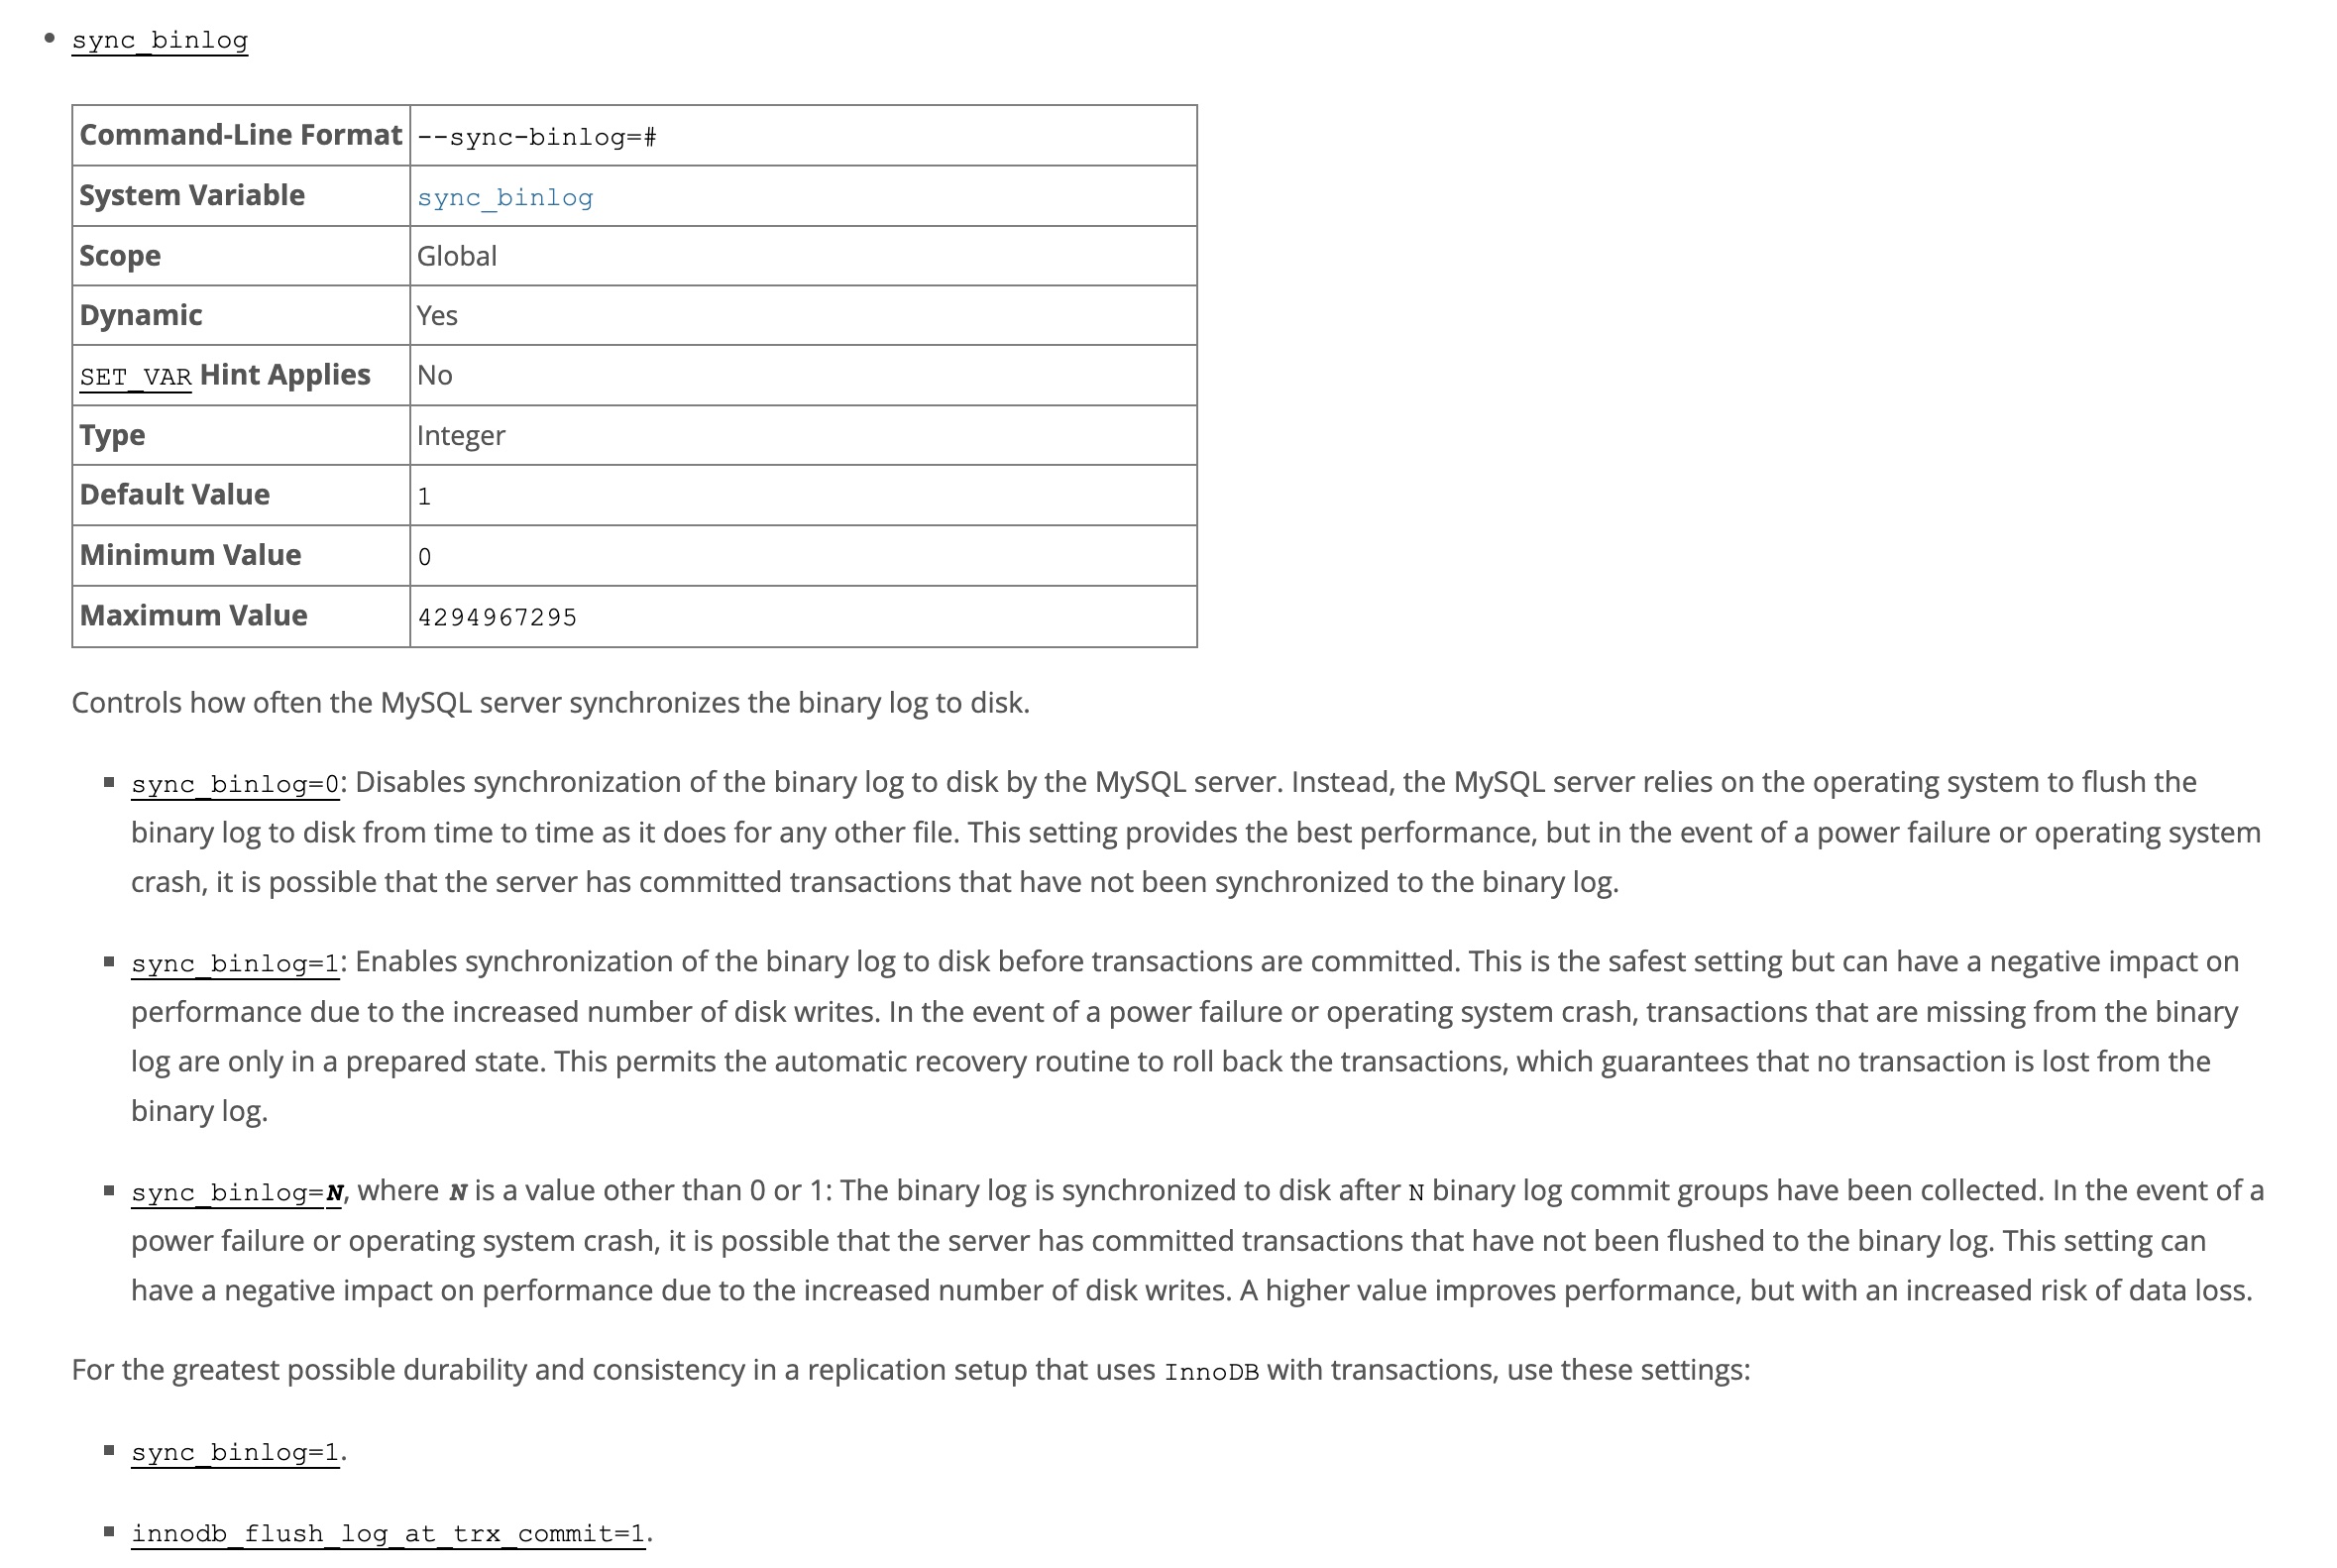 sync_binlog
Command-Line Format --sync-binlog=#
System Variable sync_binlog
Scope Global
Dynamic Yes
SET_VAR Hint Applies No
Type Integer
Default Value 1
Minimum Value 0
Maximum Value 4294967295
Controls how often the MySQL server synchronizes the binary log to disk.
sync_binlog=0: Disables synchronization of the binary log to disk by the MySQL server. Instead, the MySQL server relies on the operating system to flush the
binary log to disk from time to time as it does for any other file. This setting provides the best performance, but in the event of a power failure or operating system
crash, it is possible that the server has committed transactions that have not been synchronized to the binary log.
sync_binlog=1: Enables synchronization of the binary log to disk before transactions are committed. This is the safest setting but can have a negative impact on
performance due to the increased number of disk writes. In the event of a power failure or operating system crash, transactions that are missing from the binary
log are only in a prepared state. This permits the automatic recovery routine to roll back the transactions, which guarantees that no transaction is lost from the
binary log.
sync_binlog=N, where N is a value other than 0 or 1: The binary log is synchronized to disk after N binary log commit groups have been collected. In the event of a
power failure or operating system crash, it is possible that the server has committed transactions that have not been flushed to the binary log. This setting can
have a negative impact on performance due to the increased number of disk writes. A higher value improves performance, but with an increased risk of data loss.
For the greatest possible durability and consistency in a replication setup that uses InnoDB with transactions, use these settings:
sync_binlog=1.
innodb_flush_log_at_trx_commit=1.